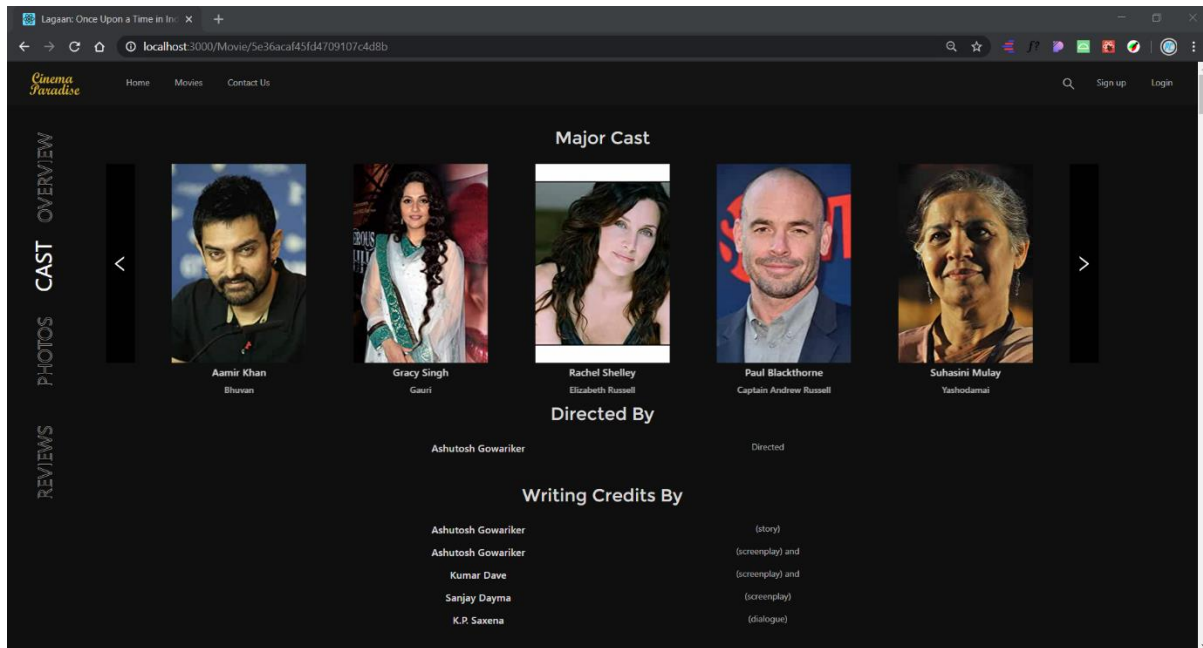 Lagaan: Once Upon a Time in Ind
localhost:3000/Movie/5e36acaf45fd4709107c4d8b
f?
Cinema
Paradise
Home Movies Contact Us
Sign up Login
OVERVIEW
CAST
PHOTOS
REVIEWS
Major Cast
Aamir Khan Gracy Singh Rachel Shelley Paul Blackthorne Suhasini Mulay
Bhuvan Gauri Elizabeth Russell Captain Andrew Russell Yashodamai
Directed By
Ashutosh Gowariker Directed
Writing Credits By
Ashutosh Gowariker (story)
Ashutosh Gowariker (screenplay) and
Kumar Dave (screenplay) and
Sanjay Dayma (screenplay)
K.P. Saxena (dialogue)